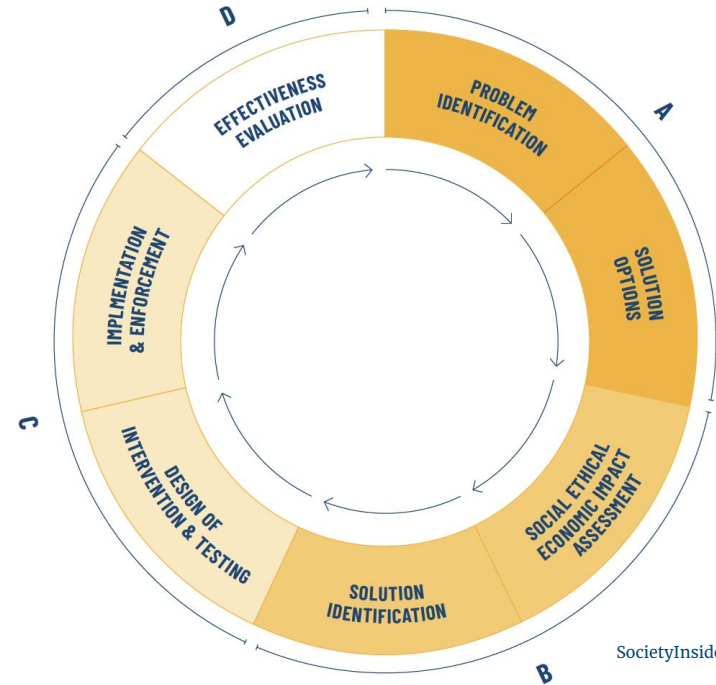 D
A
PROBLEM
IDENTIFICATION
SOLUTION
OPTIONS
SOCIAL ETHICAL
ECONOMIC IMPACT
ASSESSMENT
B
SOLUTION
IDENTIFICATION
DESIGN OF
INTERVENTION & TESTING
C
IMPLMENTATION
& ENFORCEMENT
EFFECTIVENESS
EVALUATION
SocietyInside